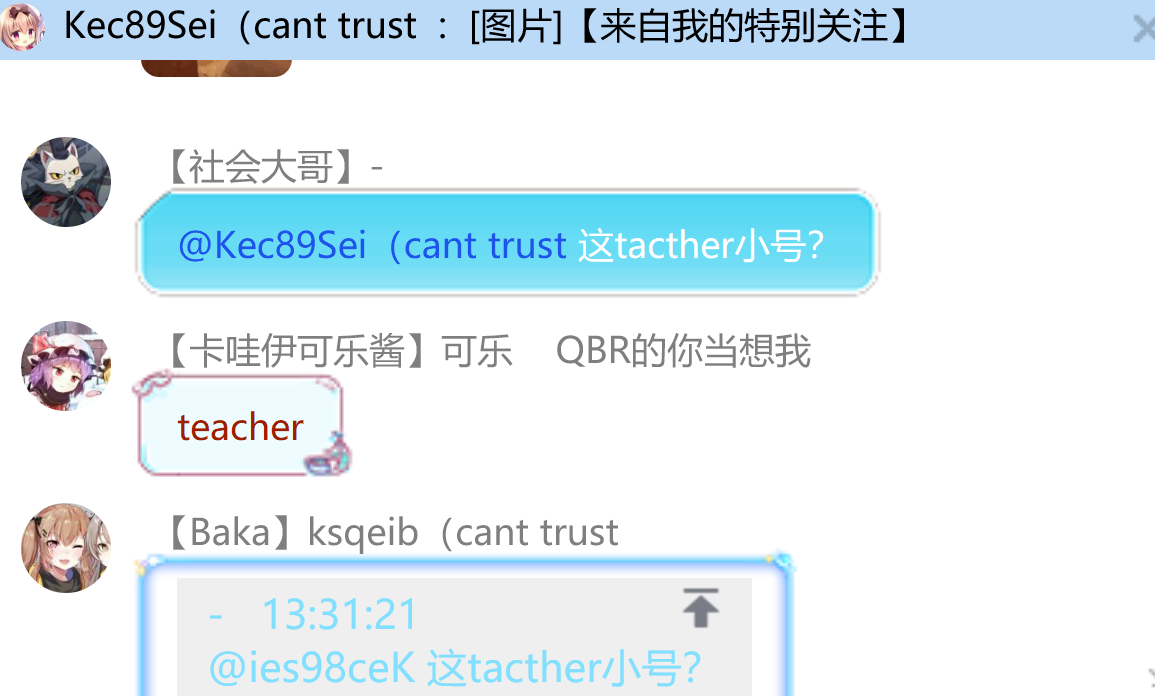 Kec89Sei（cant trust ：[图片]【来自我的特别关注】
【社会大哥】-
@Kec89Sei（cant trust 这tacther小号？
【卡哇伊可乐酱】可乐 QBR的你当想我
teacher
【Baka】ksqeib（cant trust
- 13:31:21
@ies98ceK 这tacther小号？